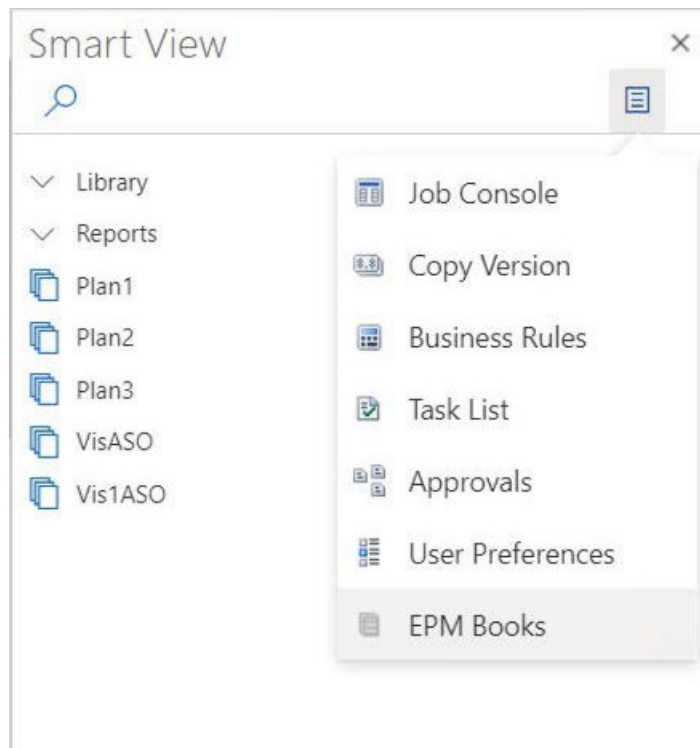 Smart View
Library
Reports
Plan1
Plan2
Plan3
VisASO
Vis1ASO
Job Console
Copy Version
Business Rules
Task List
Approvals
User Preferences
EPM Books